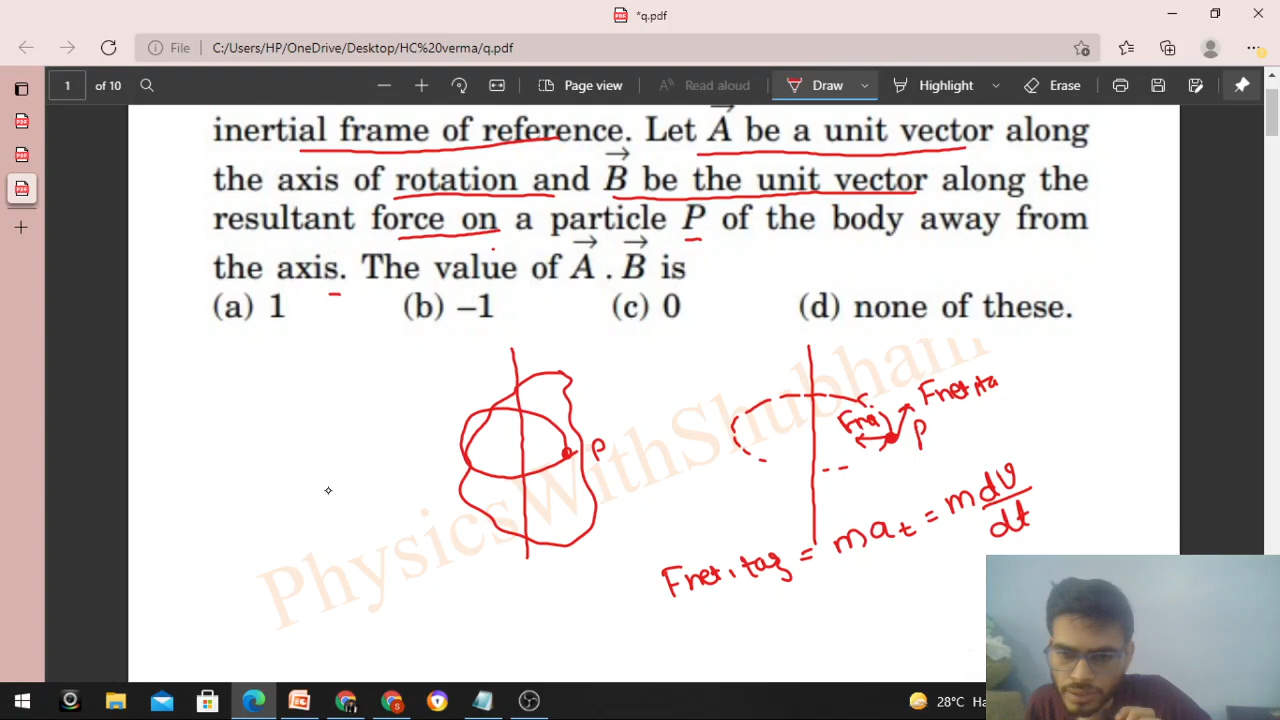 *q.pdf
File C:/Users/HP/OneDrive/Desktop/HC%20verma/q.pdf
1 of 10 Page view Read aloud Draw Highlight Erase
inertial frame of reference. Let A be a unit vector along
the axis of rotation and B be the unit vector along the
resultant force on a particle P of the body away from
the axis. The value of A . B is
(a) 1 (b) –1 (c) 0 (d) none of these.
PhysicsWithShubham
P
P
Fnet, tag = mat = mdV/dt
28°C